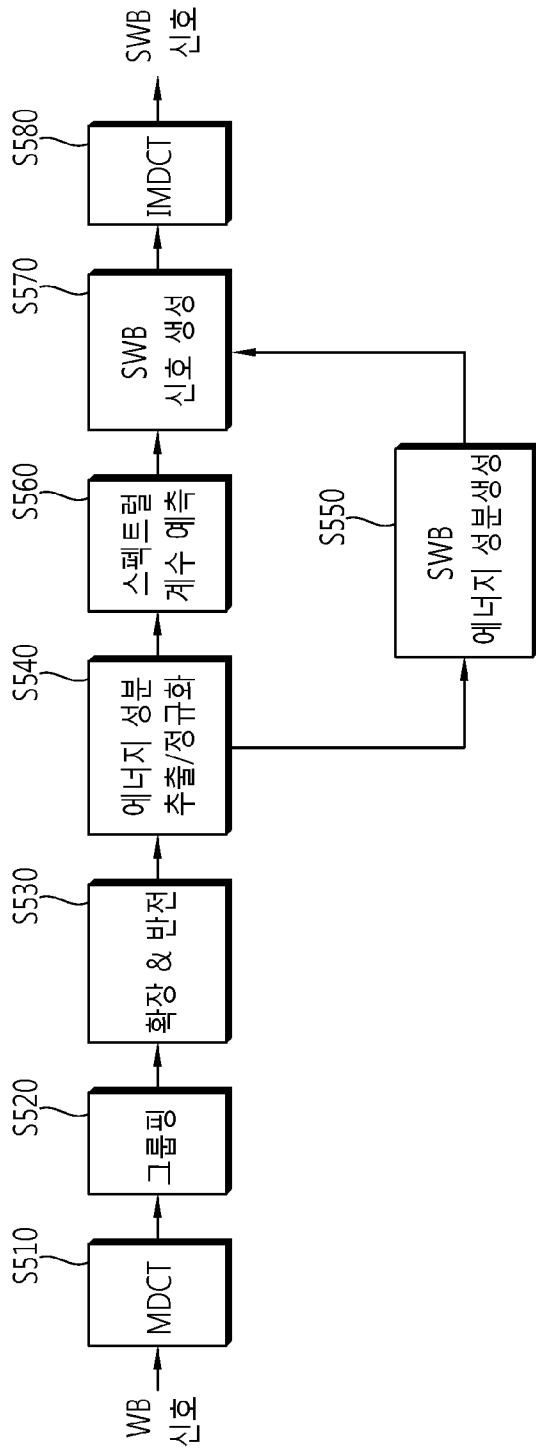 WB
신호
S510
MDCT
S520
그룹핑
S530
확장 & 반전
S540
에너지 성분
추출/정규화
S550
SWB
에너지 성분생성
S560
스펙트럴
계수 예측
S570
SWB
신호 생성
S580
IMDCT
SWB
신호